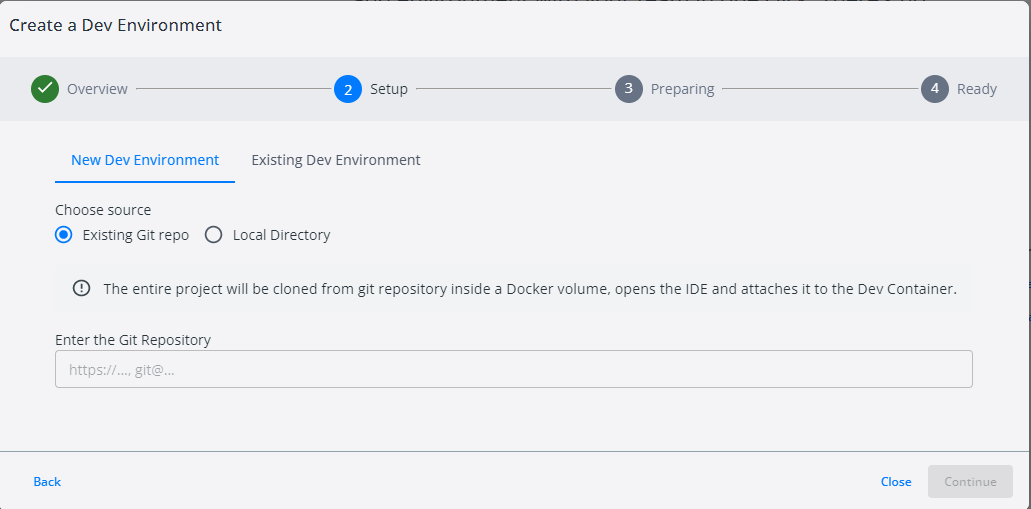 Create a Dev Environment
Overview 2 Setup 3 Preparing 4 Ready
New Dev Environment Existing Dev Environment
Choose source
Existing Git repo Local Directory
The entire project will be cloned from git repository inside a Docker volume, opens the IDE and attaches it to the Dev Container.
Enter the Git Repository
https://..., git@...
Back Close Continue